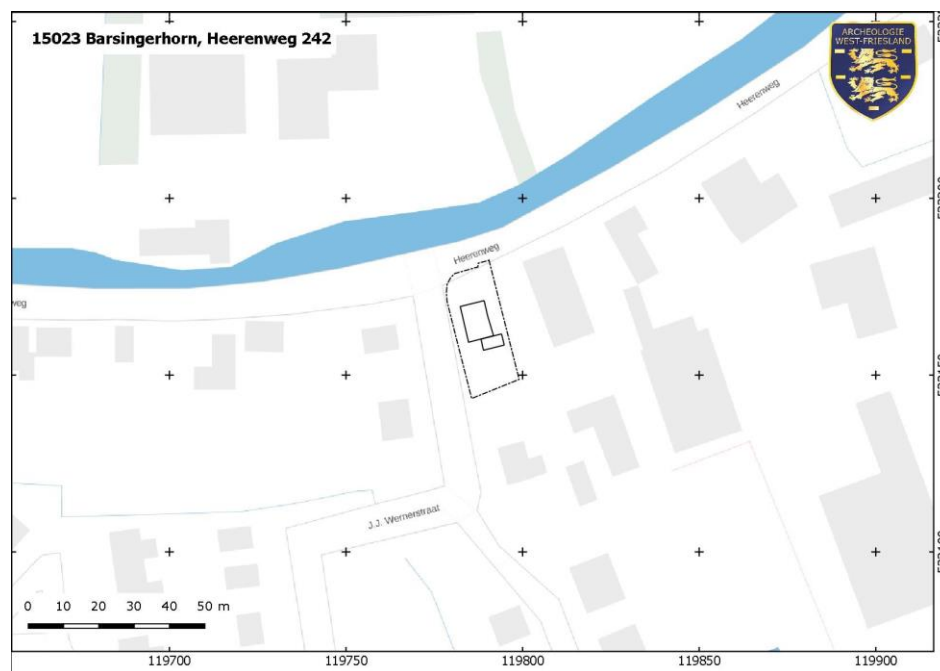 15023 Barsingerhorn, Heerenweg 242
ARCHEOLOGIE
WEST-FRIESLAND
Heerenweg
Heerenweg
weg
J.J. Wernerstraat
0 10 20 30 40 50 m
119700 119750 119800 119850 119900